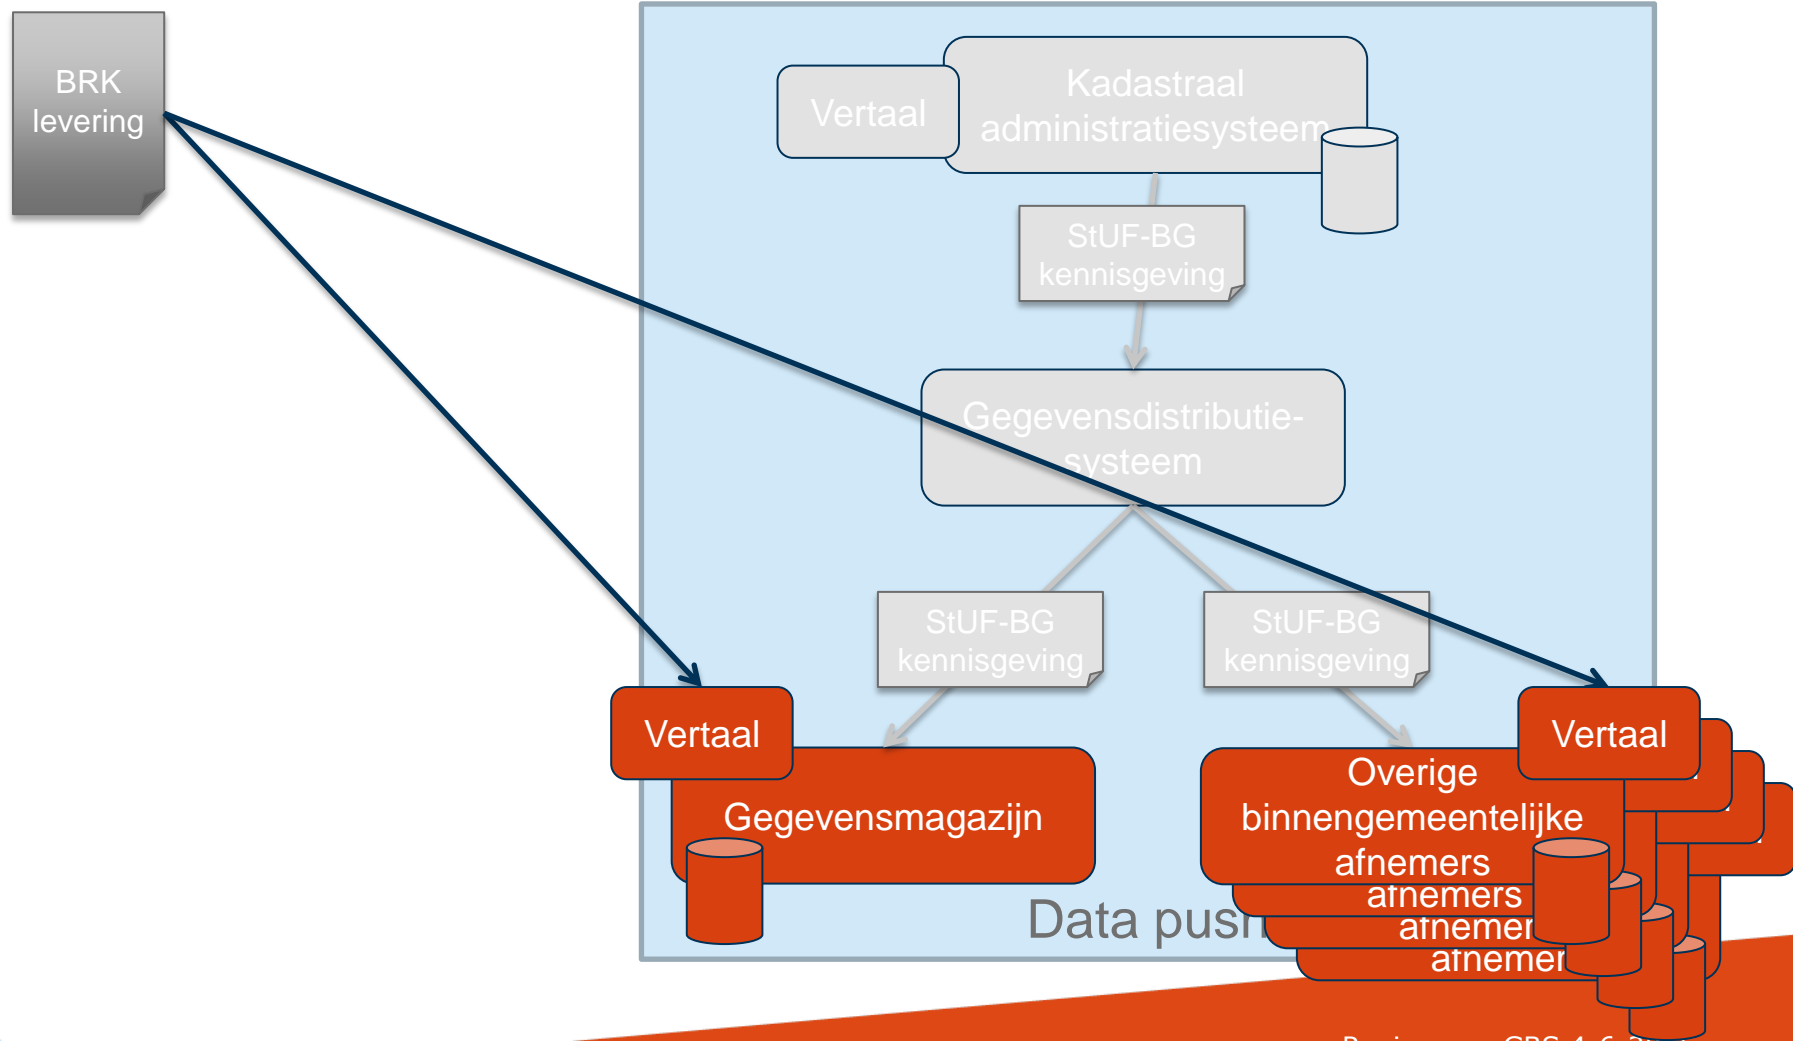 BRK
levering
Vertaal
Kadastraal
administratiesysteem
StUF-BG
kennisgeving
Gegevensdistributie-
systeem
StUF-BG
kennisgeving
StUF-BG
kennisgeving
Vertaal
Gegevensmagazijn
Vertaal
Overige
binnengemeentelijke
afnemers
afnemers
afnemer
afnemer
Data push